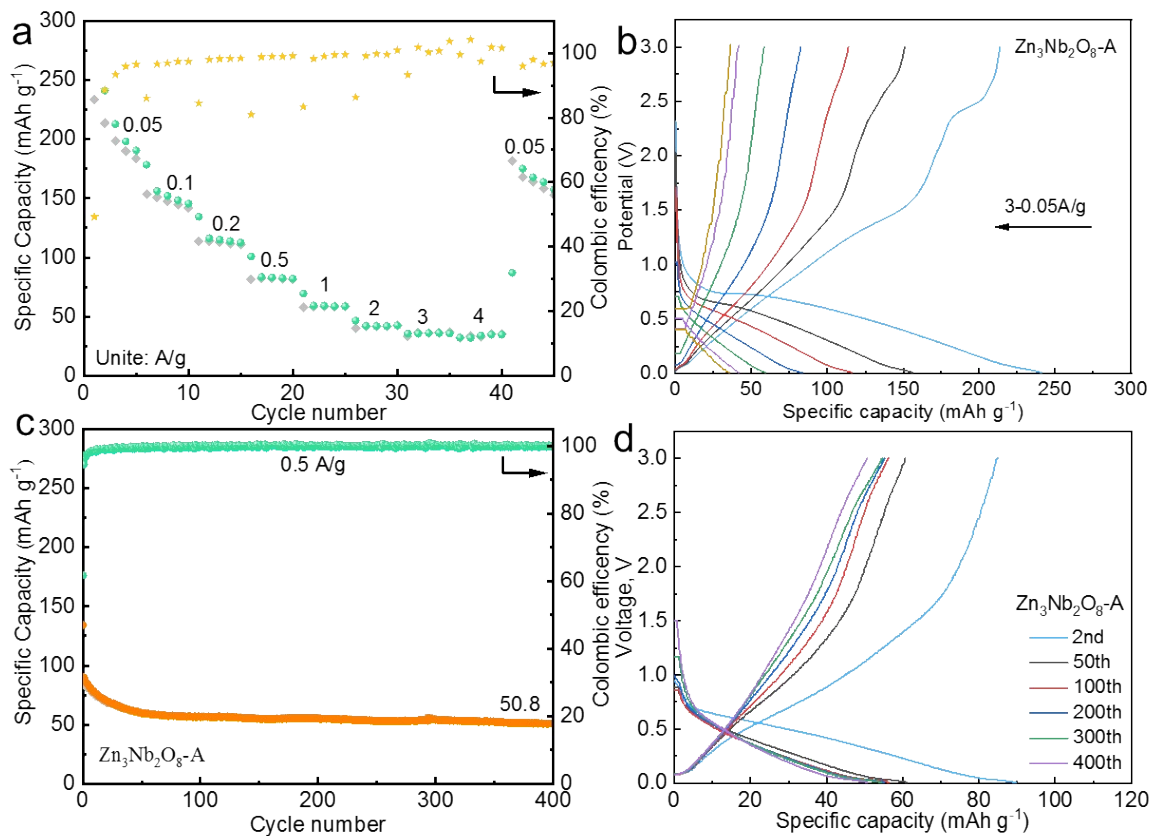 a
300
250
200
150
100
50
0
Specific Capacity (mAh g⁻¹)
0.05
0.1
0.2
0.5
1
2
3
4
0.05
Unite: A/g
0
10
20
30
40
Cycle number
100
80
60
40
20
0
Colombic efficency (%)
b
3.0
2.5
2.0
1.5
1.0
0.5
0.0
Potential (V)
Zn₃Nb₂O₈-A
3-0.05A/g
0
50
100
150
200
250
300
Specific capacity (mAh g⁻¹)
c
300
250
200
150
100
50
0
Specific Capacity (mAh g⁻¹)
0.5 A/g
50.8
Zn₃Nb₂O₈-A
0
100
200
300
400
Cycle number
100
80
60
40
20
0
Colombic efficency (%)
d
3.0
2.5
2.0
1.5
1.0
0.5
0.0
Voltage, V
Zn₃Nb₂O₈-A
2nd
50th
100th
200th
300th
400th
0
20
40
60
80
100
120
Specific capacity (mAh g⁻¹)